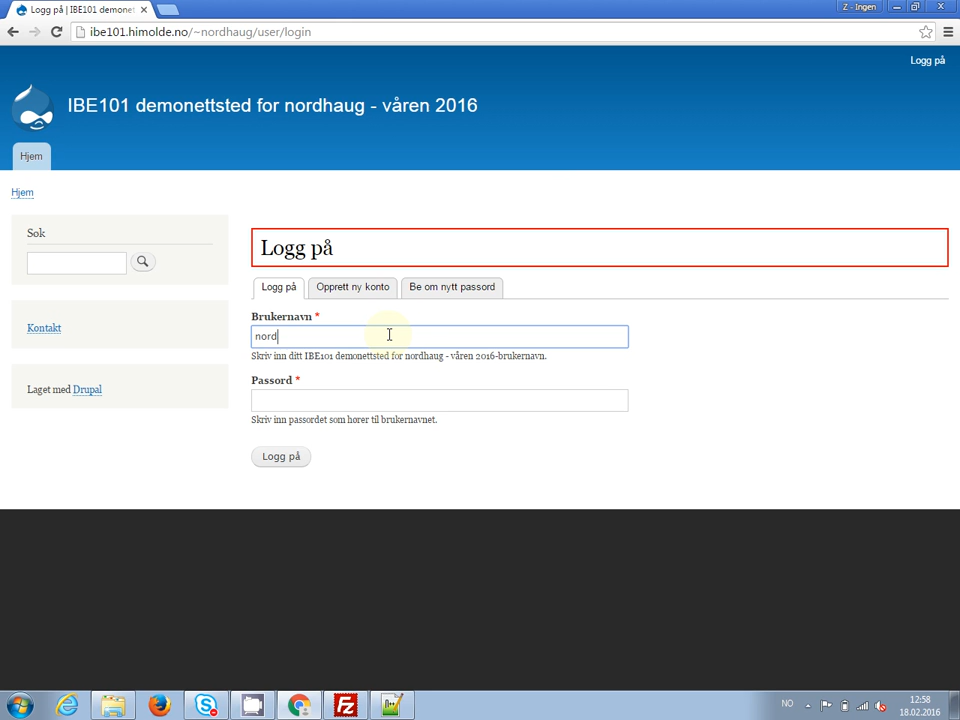 Logg på | IBE101 demonet
Z - Ingen
ibe101.himolde.no/~nordhaug/user/login
Logg på
IBE101 demonettsted for nordhaug - våren 2016
Hjem
Hjem
Søk
Kontakt
Laget med Drupal
Logg på
Logg på
Opprett ny konto
Be om nytt passord
Brukernavn *
nord
Skriv inn ditt IBE101 demonettsted for nordhaug - våren 2016-brukernavn.
Passord *
Skriv inn passordet som hører til brukernavnet.
Logg på
NO
12:58
18.02.2016